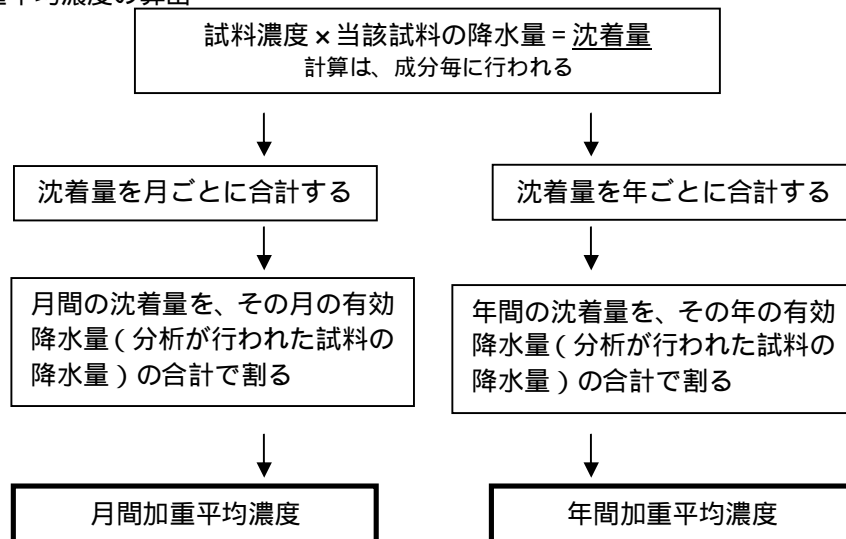 平均濃度の算出
試料濃度×当該試料の降水量=沈着量
計算は、成分毎に行われる
沈着量を月ごとに合計する
沈着量を年ごとに合計する
月間の沈着量を、その月の有効
降水量(分析が行われた試料の
降水量)の合計で割る
年間の沈着量を、その年の有効
降水量(分析が行われた試料の
降水量)の合計で割る
月間加重平均濃度
年間加重平均濃度